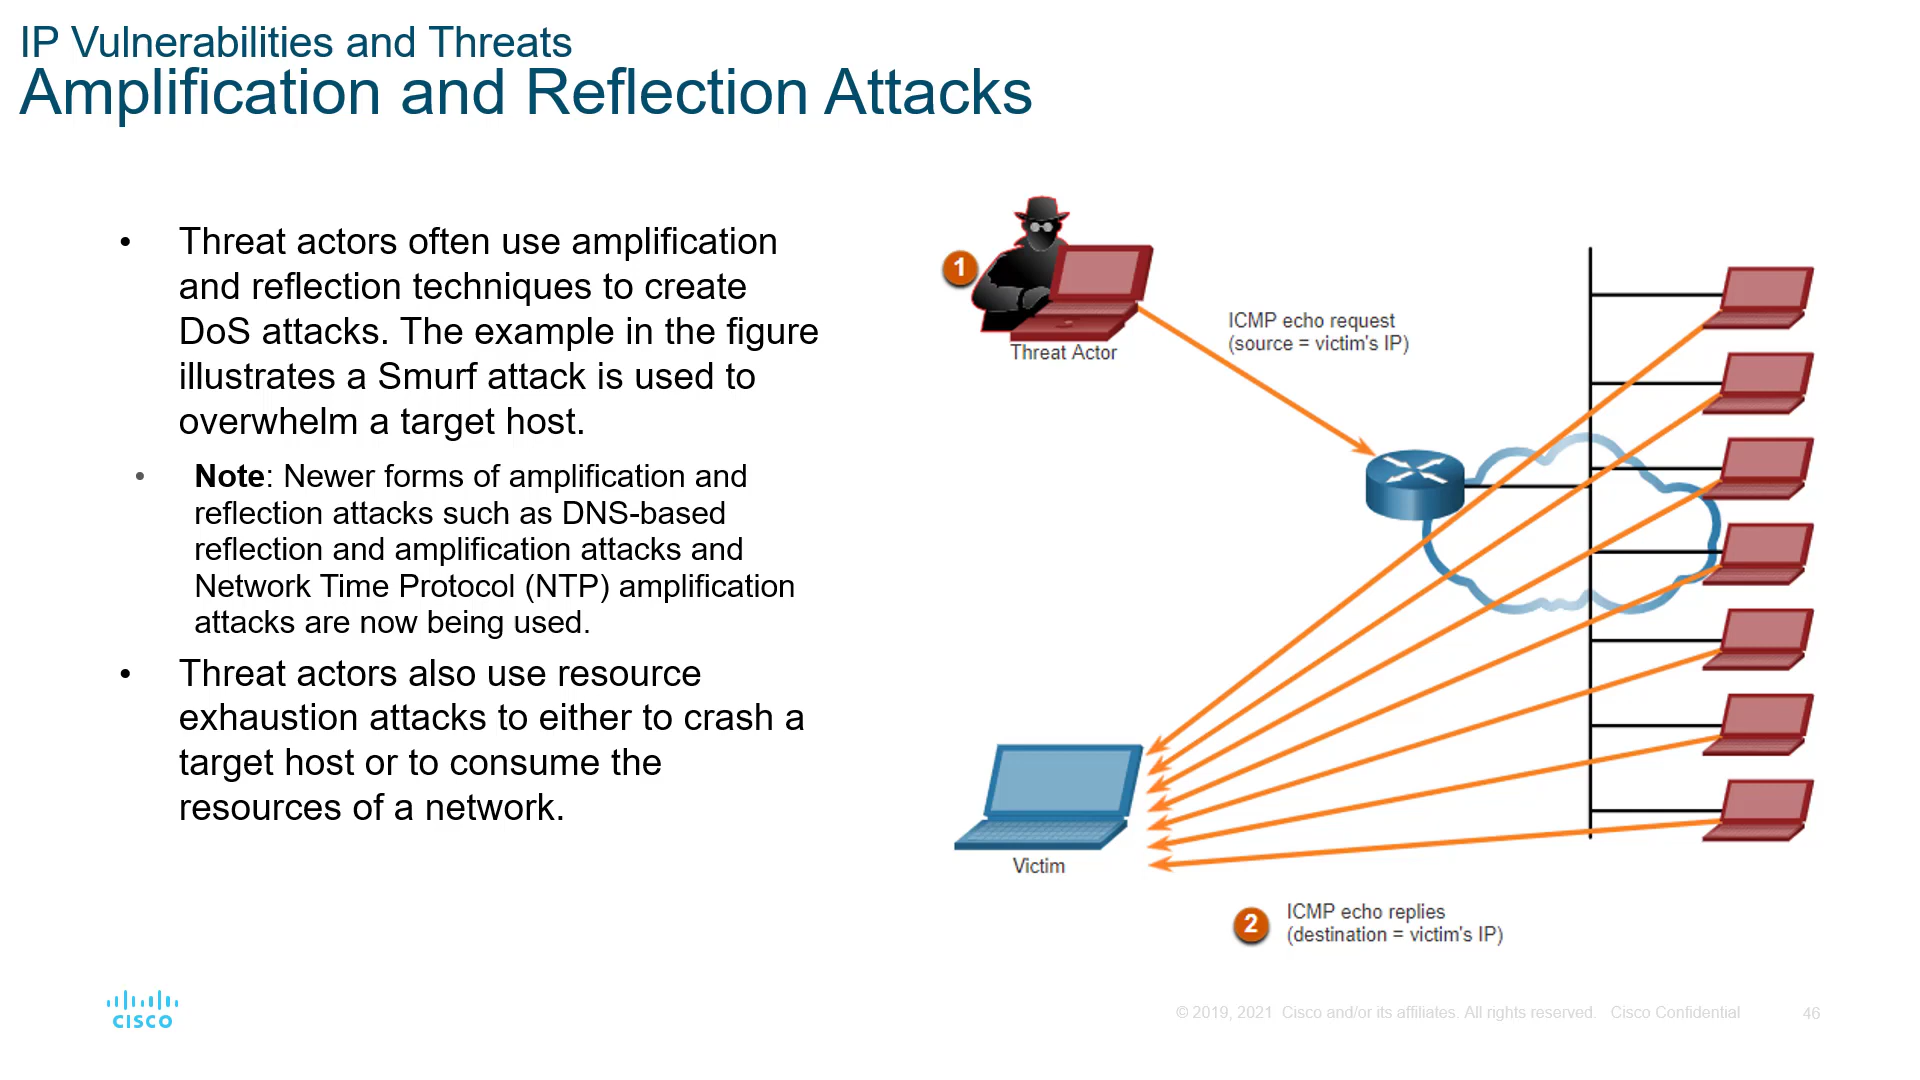 IP Vulnerabilities and Threats
Amplification and Reflection Attacks
• Threat actors often use amplification
and reflection techniques to create
DoS attacks. The example in the figure
illustrates a Smurf attack is used to
overwhelm a target host.
• Note: Newer forms of amplification and
reflection attacks such as DNS-based
reflection and amplification attacks and
Network Time Protocol (NTP) amplification
attacks are now being used.
• Threat actors also use resource
exhaustion attacks to either to crash a
target host or to consume the
resources of a network.
1
Threat Actor
ICMP echo request
(source = victim's IP)
Victim
2
ICMP echo replies
(destination = victim's IP)
CISCO
© 2019, 2021 Cisco and/or its affiliates. All rights reserved. Cisco Confidential
46